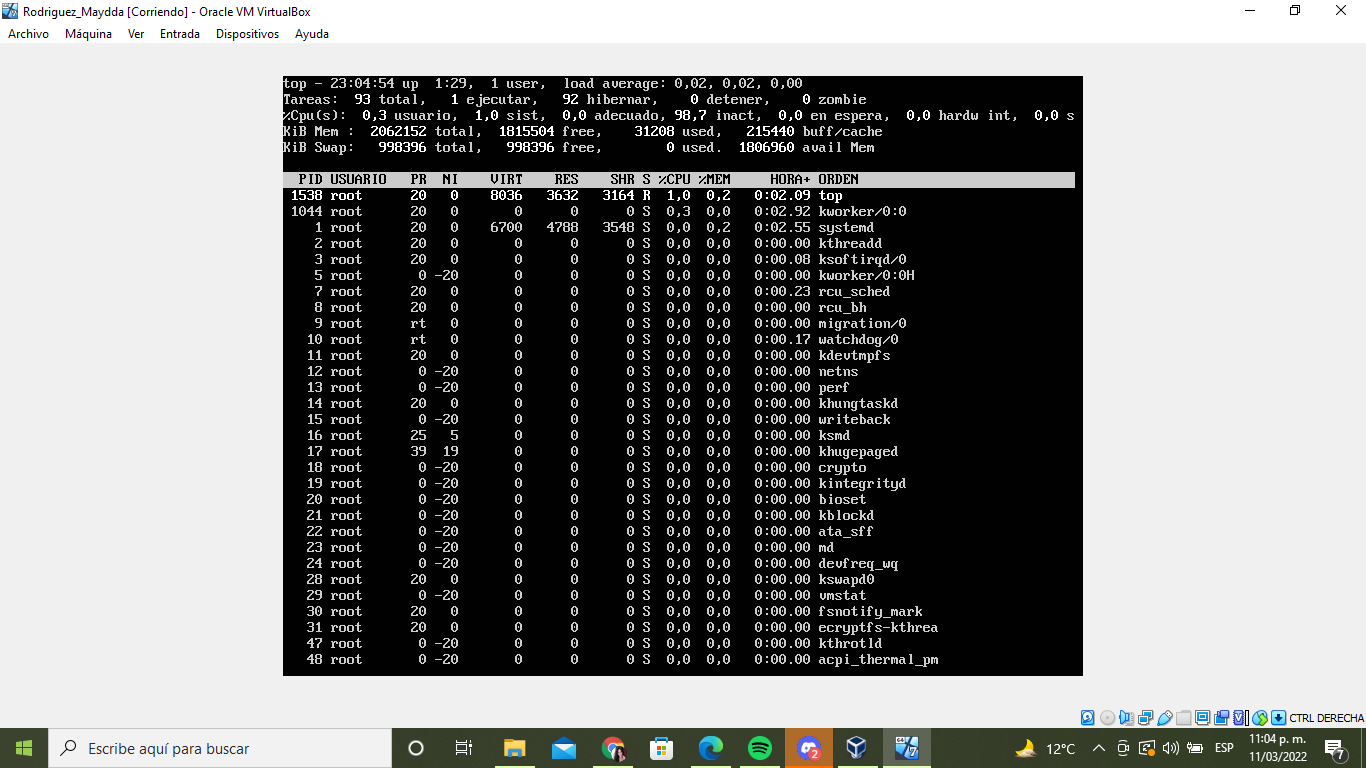 Rodriguez_Maydda [Corriendo] - Oracle VM VirtualBox
Archivo Máquina Ver Entrada Dispositivos Ayuda
top - 23:04:54 up  1:29,  1 user,  load average: 0,02, 0,02, 0,00
Tareas:  93 total,   1 ejecutar,   92 hibernar,    0 detener,    0 zombie
%Cpu(s):  0,3 usuario,  1,0 sist,  0,0 adecuado, 98,7 inact,  0,0 en espera,  0,0 hardw int,  0,0 s
KiB Mem :  2062152 total,  1815504 free,    31208 used,   215440 buff/cache
KiB Swap:   998396 total,   998396 free,        0 used.  1806960 avail Mem
PID USUARIO   PR  NI    VIRT    RES    SHR S %CPU %MEM     HORA+ ORDEN
1538 root      20   0    8036   3632   3164 R  1,0  0,2   0:02.09 top
1044 root      20   0       0      0      0 S  0,3  0,0   0:02.92 kworker/0:0
1 root      20   0    6700   4788   3548 S  0,0  0,2   0:02.55 systemd
2 root      20   0       0      0      0 S  0,0  0,0   0:00.00 kthreadd
3 root      20   0       0      0      0 S  0,0  0,0   0:00.08 ksoftirqd/0
5 root       0 -20       0      0      0 S  0,0  0,0   0:00.00 kworker/0:0H
7 root      20   0       0      0      0 S  0,0  0,0   0:00.23 rcu_sched
8 root      20   0       0      0      0 S  0,0  0,0   0:00.00 rcu_bh
9 root      rt   0       0      0      0 S  0,0  0,0   0:00.00 migration/0
10 root      rt   0       0      0      0 S  0,0  0,0   0:00.17 watchdog/0
11 root      20   0       0      0      0 S  0,0  0,0   0:00.00 kdevtmpfs
12 root       0 -20       0      0      0 S  0,0  0,0   0:00.00 netns
13 root       0 -20       0      0      0 S  0,0  0,0   0:00.00 perf
14 root      20   0       0      0      0 S  0,0  0,0   0:00.00 khungtaskd
15 root       0 -20       0      0      0 S  0,0  0,0   0:00.00 writeback
16 root      25   5       0      0      0 S  0,0  0,0   0:00.00 ksmd
17 root      39  19       0      0      0 S  0,0  0,0   0:00.00 khugepaged
18 root       0 -20       0      0      0 S  0,0  0,0   0:00.00 crypto
19 root       0 -20       0      0      0 S  0,0  0,0   0:00.00 kintegrityd
20 root       0 -20       0      0      0 S  0,0  0,0   0:00.00 bioset
21 root       0 -20       0      0      0 S  0,0  0,0   0:00.00 kblockd
22 root       0 -20       0      0      0 S  0,0  0,0   0:00.00 ata_sff
23 root       0 -20       0      0      0 S  0,0  0,0   0:00.00 md
24 root       0 -20       0      0      0 S  0,0  0,0   0:00.00 devfreq_wq
28 root      20   0       0      0      0 S  0,0  0,0   0:00.00 kswapd0
29 root       0 -20       0      0      0 S  0,0  0,0   0:00.00 vmstat
30 root      20   0       0      0      0 S  0,0  0,0   0:00.00 fsnotify_mark
31 root      20   0       0      0      0 S  0,0  0,0   0:00.00 ecryptfs-kthrea
47 root       0 -20       0      0      0 S  0,0  0,0   0:00.00 kthrotld
48 root       0 -20       0      0      0 S  0,0  0,0   0:00.00 acpi_thermal_pm
CTRL DERECHA
Escribe aquí para buscar
2
64
12°C
ESP
11:04 p. m.
11/03/2022
7